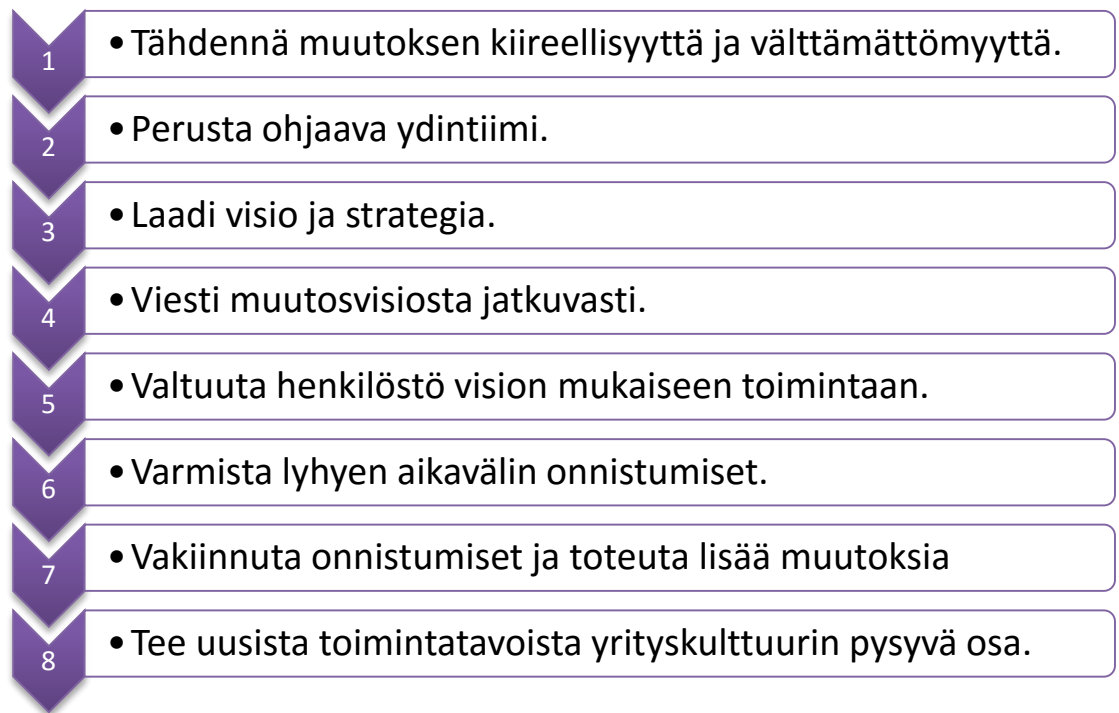 1 • Tähdennä muutoksen kiireellisyyttä ja välttämättömyyttä.
2 • Perusta ohjaava ydintiimi.
3 • Laadi visio ja strategia.
4 • Viesti muutosvisiosta jatkuvasti.
5 • Valtuuta henkilöstö vision mukaiseen toimintaan.
6 • Varmista lyhyen aikavälin onnistumiset.
7 • Vakiinnuta onnistumiset ja toteuta lisää muutoksia
8 • Tee uusista toimintatavoista yrityskulttuurin pysyvä osa.